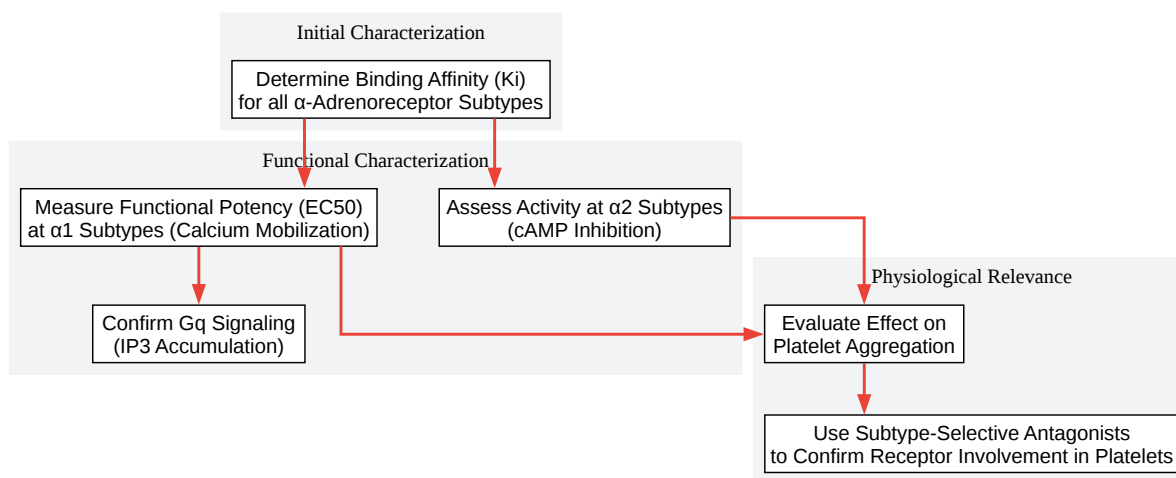 Initial Characterization
Determine Binding Affinity (Ki)
for all α-Adrenoreceptor Subtypes
Functional Characterization
Measure Functional Potency (EC50)
at α1 Subtypes (Calcium Mobilization)
Assess Activity at α2 Subtypes
(cAMP Inhibition)
Confirm Gq Signaling
(IP3 Accumulation)
Physiological Relevance
Evaluate Effect on
Platelet Aggregation
Use Subtype-Selective Antagonists
to Confirm Receptor Involvement in Platelets